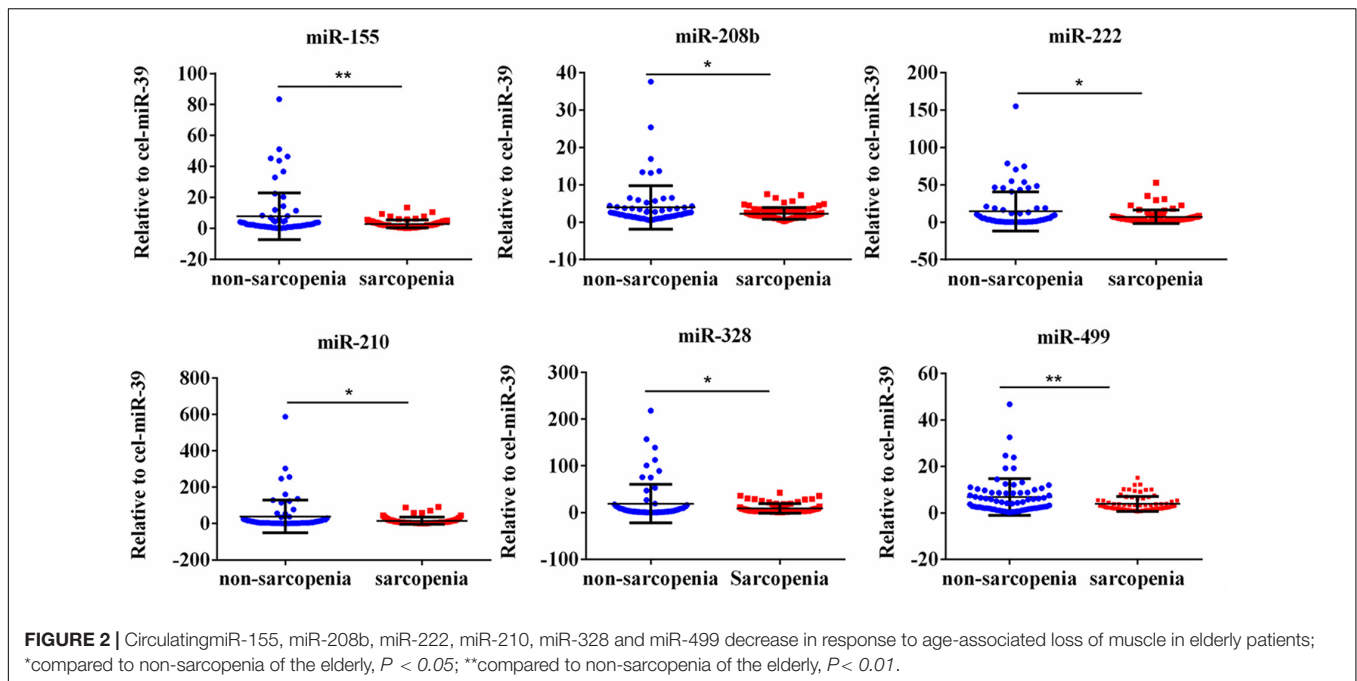 miR-155
Relative to cel-miR-39
100
80
60
40
20
0
-20
**
non-sarcopenia
sarcopenia
miR-208b
Relative to cel-miR-39
40
30
20
10
0
-10
*
non-sarcopenia
sarcopenia
miR-222
Relative to cel-miR-39
200
150
100
50
0
-50
*
non-sarcopenia
sarcopenia
miR-210
Relative to cel-miR-39
800
600
400
200
0
-200
*
non-sarcopenia
sarcopenia
miR-328
Relative to cel-miR-39
300
200
100
0
-100
*
non-sarcopenia
Sarcopenia
miR-499
Relative to cel-miR-39
60
40
20
0
-20
**
non-sarcopenia
sarcopenia
FIGURE 2 | CirculatingmiR-155, miR-208b, miR-222, miR-210, miR-328 and miR-499 decrease in response to age-associated loss of muscle in elderly patients;
*compared to non-sarcopenia of the elderly, P < 0.05; **compared to non-sarcopenia of the elderly, P< 0.01.